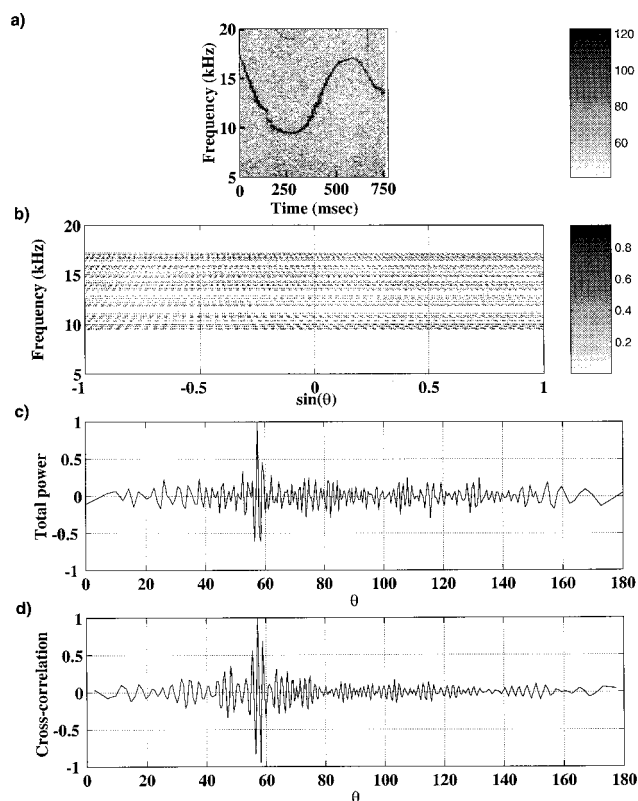 a)
20
15
10
5
Frequency (kHz)
0 250 500 750
Time (msec)
120
100
80
60
b)
20
15
10
5
Frequency (kHz)
-1 -0.5 0 0.5 1
sin(θ)
0.8
0.6
0.4
0.2
c)
1
0.5
0
-0.5
-1
Total power
0 20 40 60 80 100 120 140 160 180
θ
d)
1
0.5
0
-0.5
-1
Cross-correlation
0 20 40 60 80 100 120 140 160 180
θ